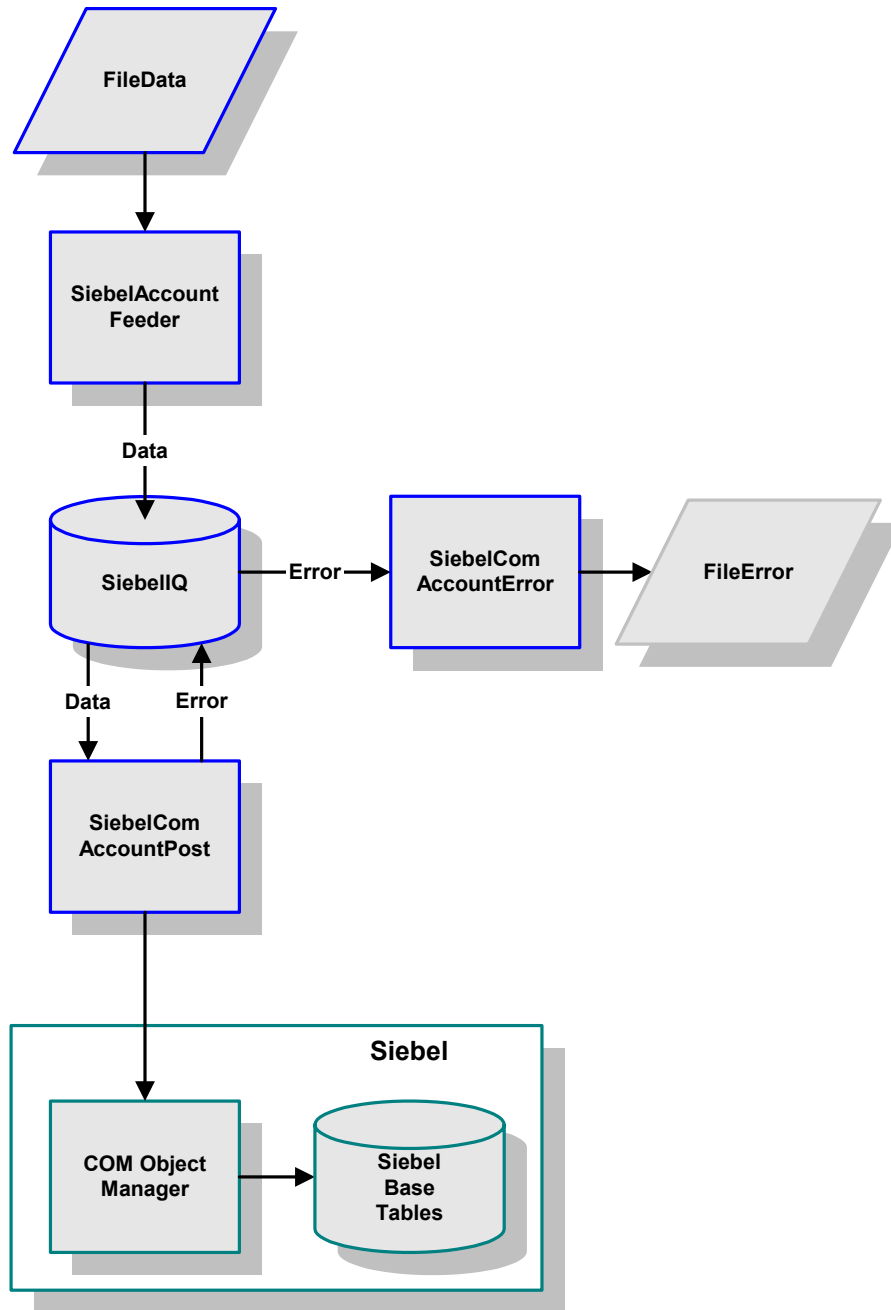 FileData
SiebelAccount
Feeder
Data
SiebelIQ
Error
SiebelCom
AccountError
FileError
Data
Error
SiebelCom
AccountPost
Siebel
COM Object
Manager
Siebel
Base
Tables